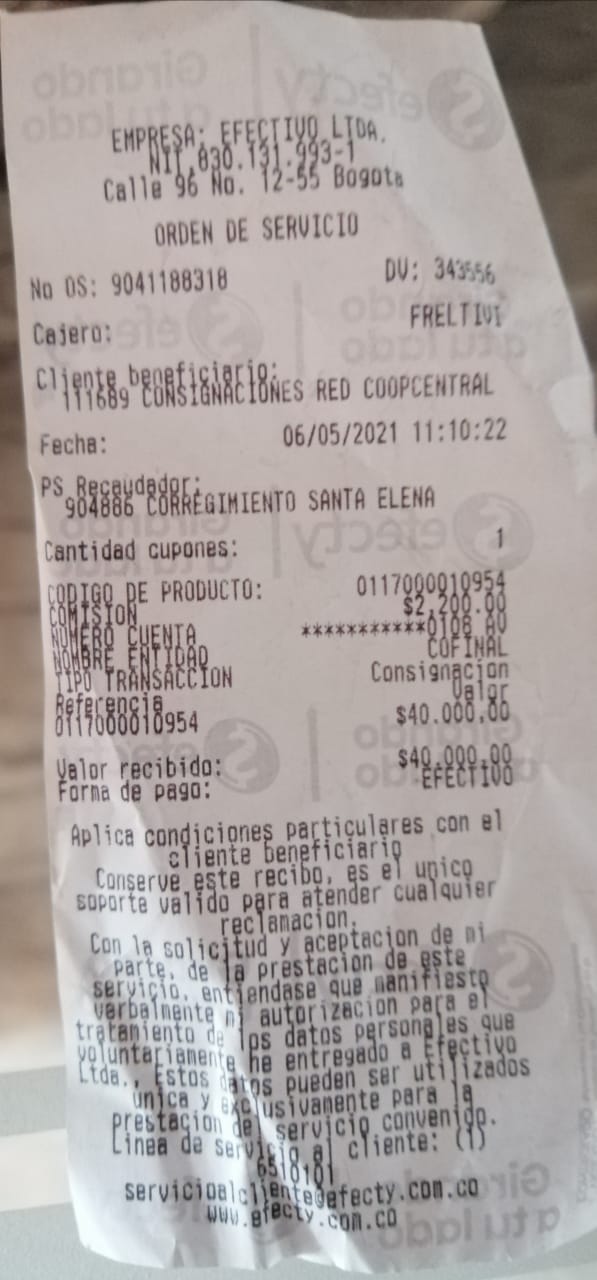 EMPRESA: EFECTIVO LTDA.
NIT.830.131.993-1
Calle 96 No. 12-55 Bogota
ORDEN DE SERVICIO
No OS: 9041188318 DV: 343556
Cajero: FRELTIVI
Cliente beneficiario:
111689 CONSIGNACIONES RED COOPCENTRAL
Fecha: 06/05/2021 11:10:22
PS Recaudador:
904886 CORREGIMIENTO SANTA ELENA
Cantidad cupones: 1
CODIGO DE PRODUCTO: 0117000010954
COMISION $2,200.00
NUMERO CUENTA ***********0108 AV
NOMBRE ENTIDAD COFINAL
TIPO TRANSACCION Consignacion
Referencia Valor
0117000010954 $40.000.00
Valor recibido: $40,000.00
Forma de pago: EFECTIVO
Aplica condiciones particulares con el
cliente beneficiario
Conserve este recibo, es el unico
soporte valido para atender cualquier
reclamacion.
Con la solicitud y aceptacion de mi
parte, de la prestacion de este
servicio, entiendase que manifiesto
verbalmente mi autorizacion para el
tratamiento de los datos personales que
voluntariamente he entregado a Efectivo
Ltda., Estos datos pueden ser utilizados
unica y exclusivamente para la
prestacion del servicio convenido.
Linea de servicio al cliente: (1)
6510101
servicioalcliente@efecty.com.co
www.efecty.com.co